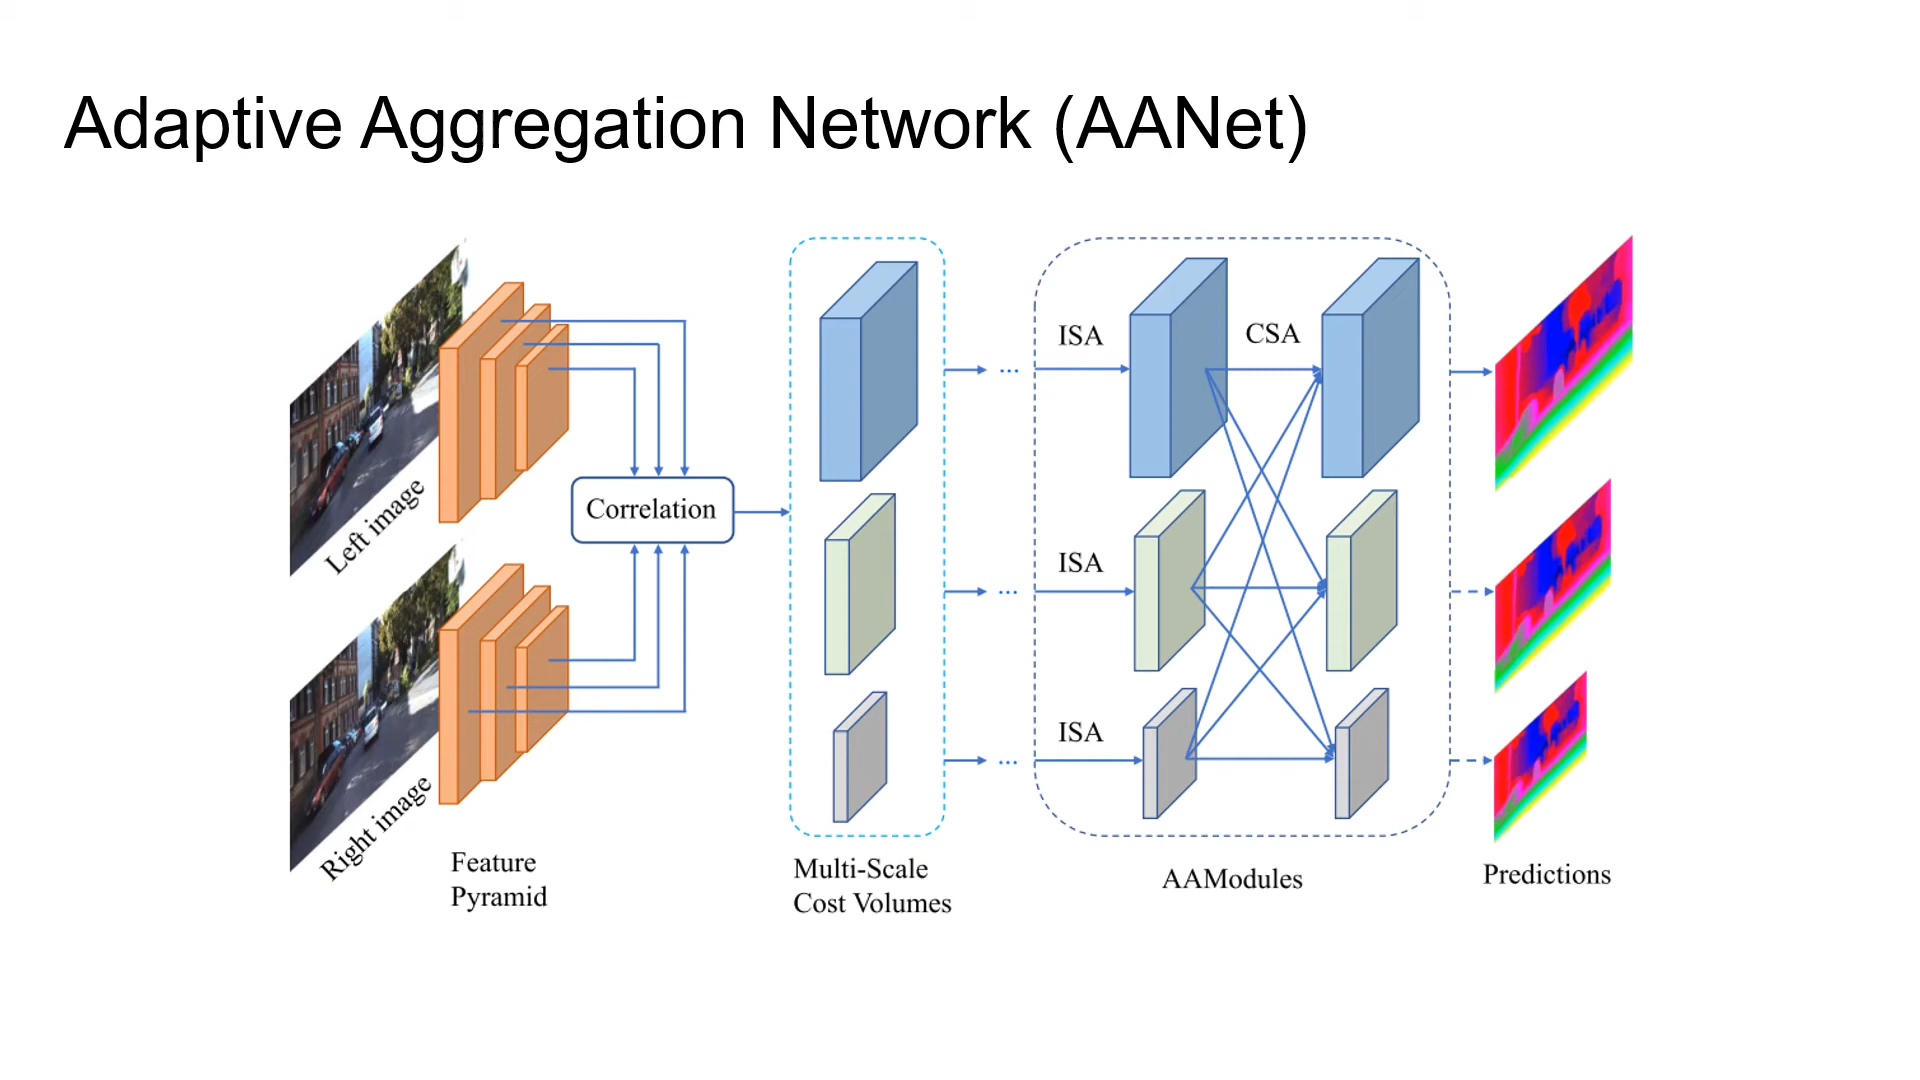 Adaptive Aggregation Network (AANet)
Left image
Right image
Feature
Pyramid
Correlation
Multi-Scale
Cost Volumes
...
...
...
ISA
CSA
ISA
ISA
AAModules
Predictions